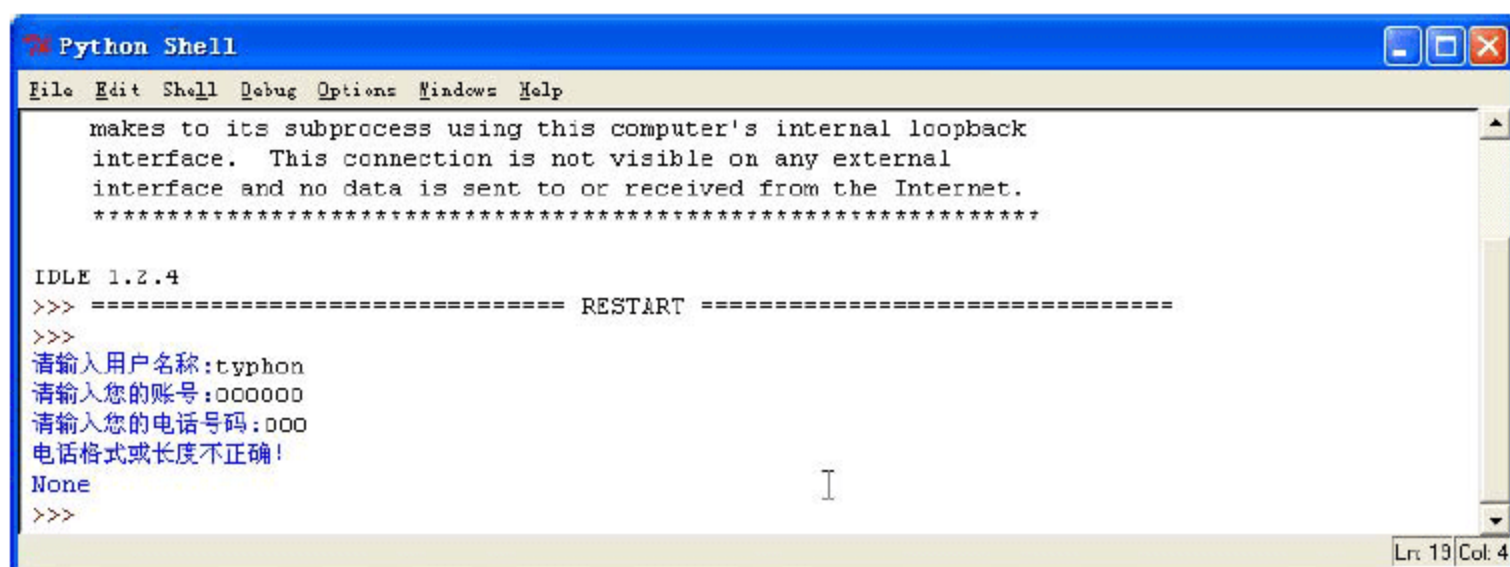 Python Shell
File Edit Shell Debug Options Windows Help
makes to its subprocess using this computer's internal loopback
interface.  This connection is not visible on any external
interface and no data is sent to or received from the Internet.
****************************************************************
IDLE 1.2.4
>>> ================================ RESTART ================================
>>>
请输入用户名称:typhon
请输入您的账号:000000
请输入您的电话号码:000
电话格式或长度不正确!
None
>>>
Ln: 19 Col: 4